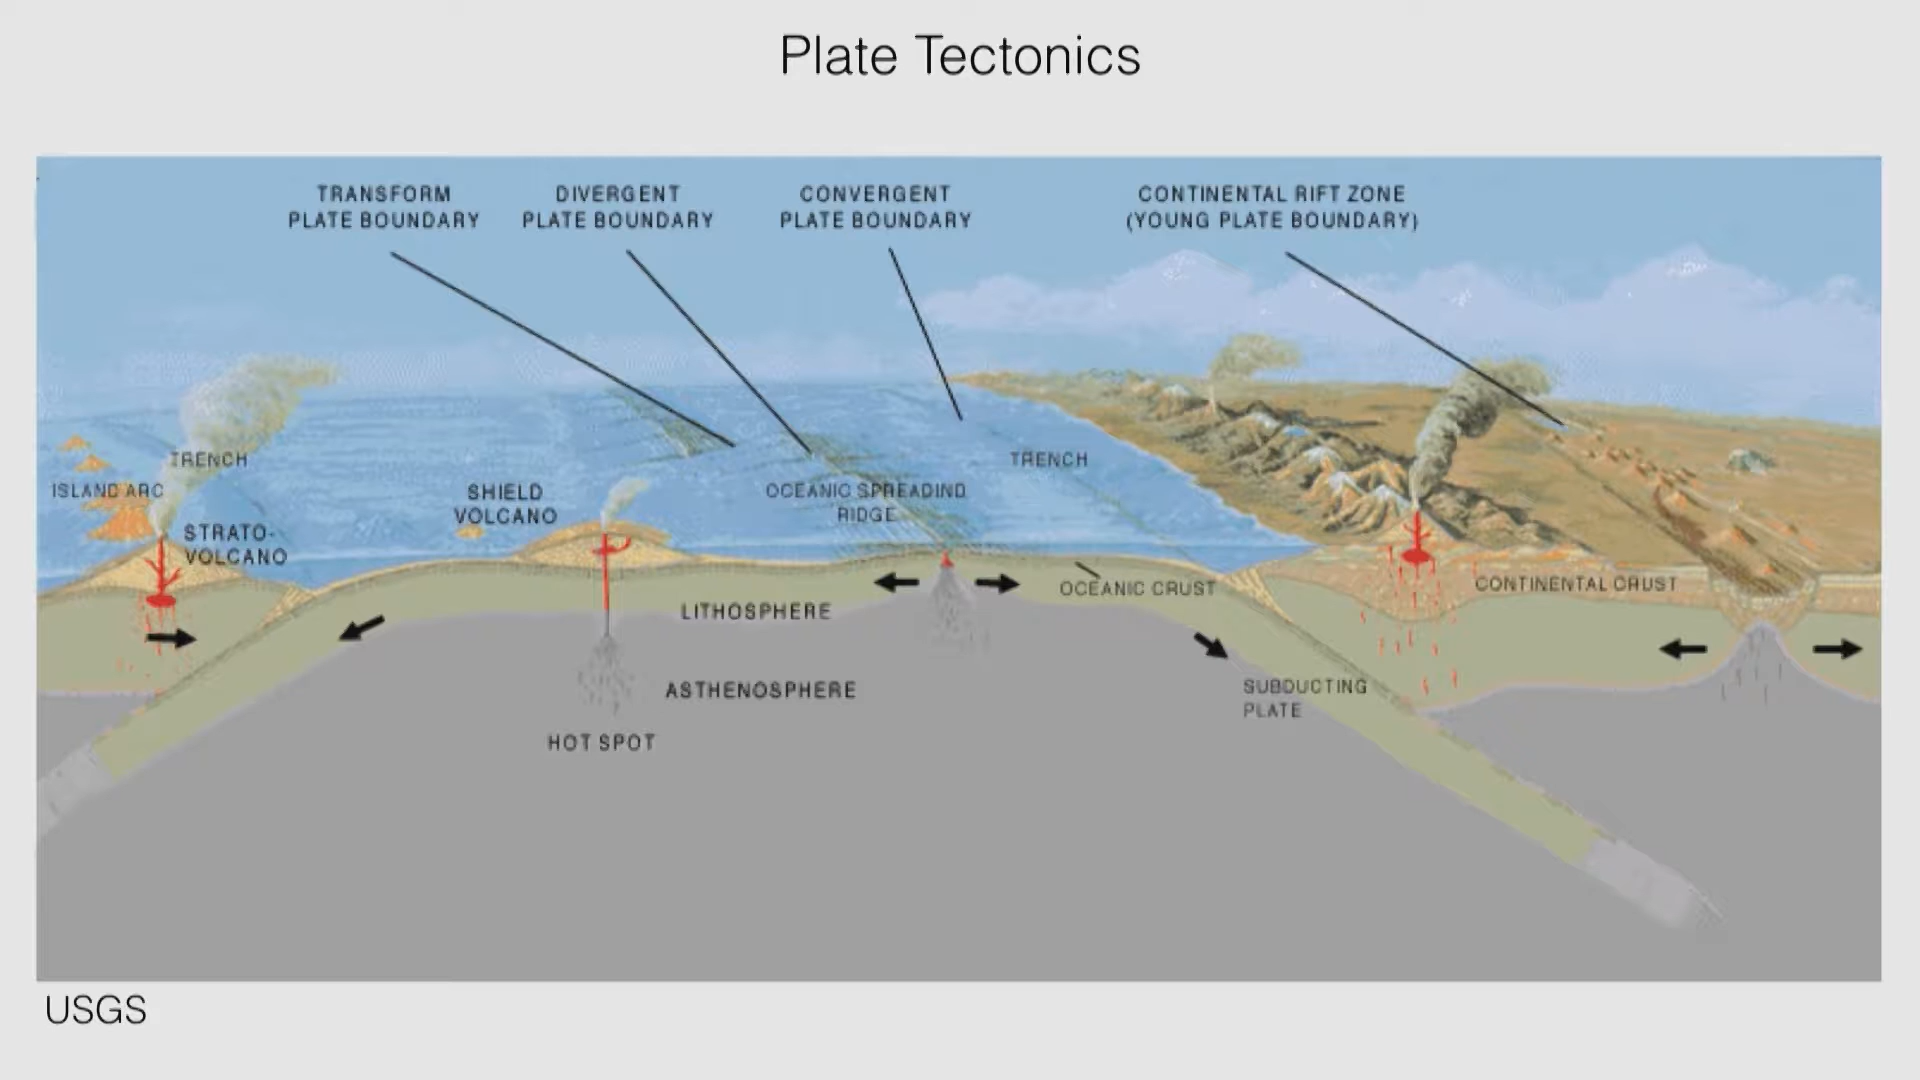 Plate Tectonics
TRANSFORM
PLATE BOUNDARY
DIVERGENT
PLATE BOUNDARY
CONVERGENT
PLATE BOUNDARY
CONTINENTAL RIFT ZONE
(YOUNG PLATE BOUNDARY)
TRENCH
ISLAND ARC
STRATO-
VOLCANO
SHIELD
VOLCANO
OCEANIC SPREADIND
RIDGE
TRENCH
LITHOSPHERE
OCEANIC CRUST
CONTINENTAL CRUST
ASTHENOSPHERE
SUBDUCTING
PLATE
HOT SPOT
USGS